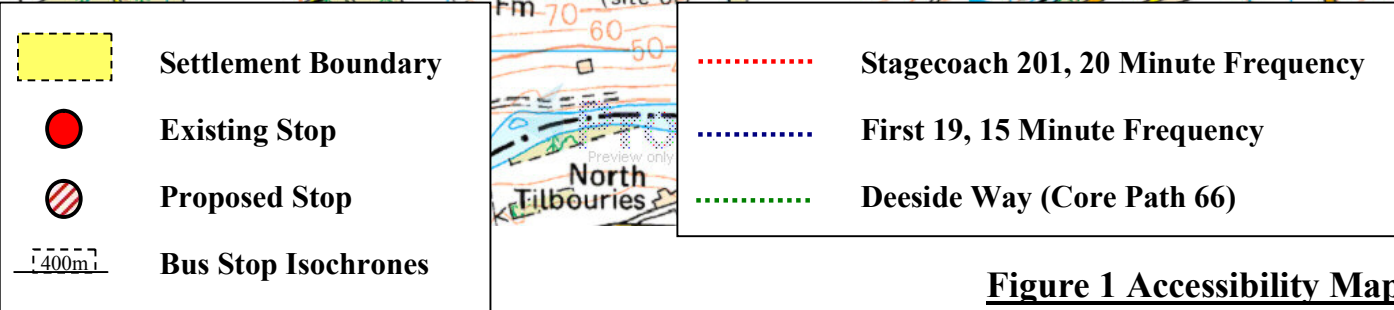 Settlement Boundary
Existing Stop
Proposed Stop
400m
Bus Stop Isochrones
Fm
70
60
50
Preview only
North
Tilbouries
Stagecoach 201, 20 Minute Frequency
First 19, 15 Minute Frequency
Deeside Way (Core Path 66)
Figure 1 Accessibility Map